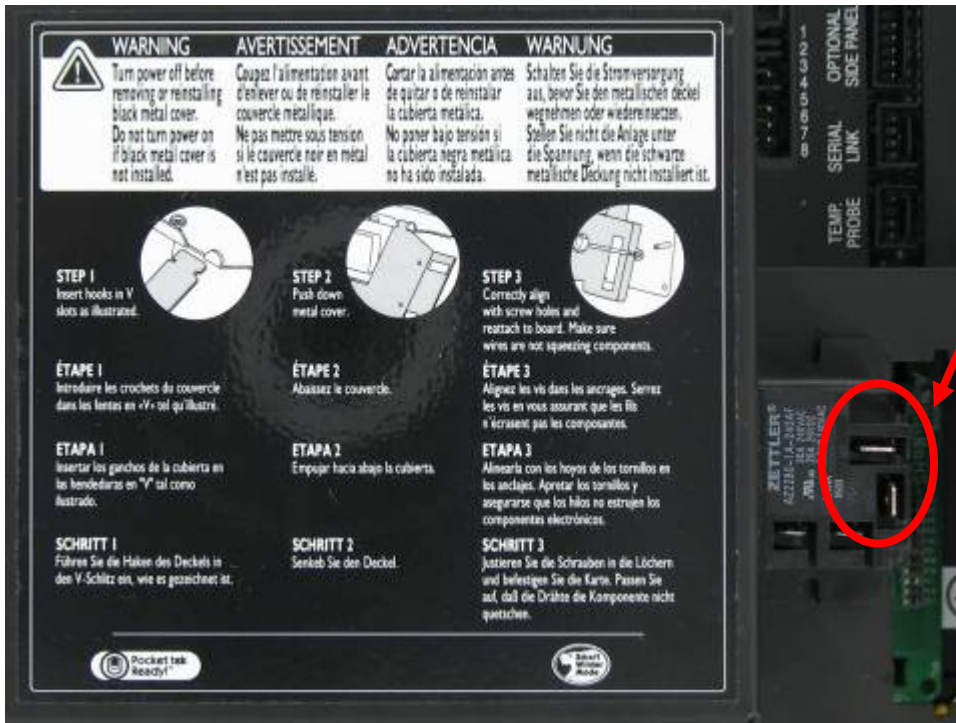 WARNING
Turn power off before
removing or reinstalling
black metal cover.
Do not turn power on
if black metal cover is
not installed.
AVERTISSEMENT
Coupez l'alimentation avant
d'enlever ou de réinstaller le
couvercle métallique.
Ne pas mettre sous tension
si le couvercle noir en métal
n'est pas installé.
ADVERTENCIA
Cortar la alimentación antes
de quitar o de reinstalar
la cubierta metálica.
No poner bajo tensión si
la cubierta negra metálica
no ha sido instalada.
WARNUNG
Schalten Sie die Stromversorgung
aus, bevor Sie den metallischen deckel
wegnehmen oder wiedereinsetzen.
Stellen Sie nicht die Anlage unter
die Spannung, wenn die schwarze
metallische Deckung nicht installiert ist.
STEP 1
Insert hooks in V
slots as illustrated.
STEP 2
Push down
metal cover.
STEP 3
Correctly align
with screw holes and
reattach to board. Make sure
wires are not squeezing components.
ÉTAPE 1
Introduire les crochets du couvercle
dans les fentes en «V» tel qu'illustré.
ÉTAPE 2
Abaissez le couvercle.
ÉTAPE 3
Alignez les vis dans les ancrages. Serrez
les vis en vous assurant que les fils
n'écrasent pas les composantes.
ETAPA 1
Insertar los ganchos de la cubierta en
las hendeduras en "V" tal como
ilustrado.
ETAPA 2
Empujar hacia abajo la cubierta.
ETAPA 3
Alinearla con los hoyos de los tornillos en
los anclajes. Apretar los tornillos y
asegurarse que los hilos no estrujen los
componentes electrónicos.
SCHRITT 1
Führen Sie die Haken des Deckels in
den V-Schlitz ein, wie es gezeichnet ist.
SCHRITT 2
Senkeb Sie den Deckel.
SCHRITT 3
Justieren Sie die Schrauben in die Löchern
und befestigen Sie die Karte. Passen Sie
auf, daß die Drähte die Komponente nicht
quetschen.
Pocket tek
Ready!™
Smart
Winter
Mode
1
2
3
4
5
6
7
8
OPTIONAL
SIDE PANEL
SERIAL
LINK
TEMP.
PROBE
ZETTLER®